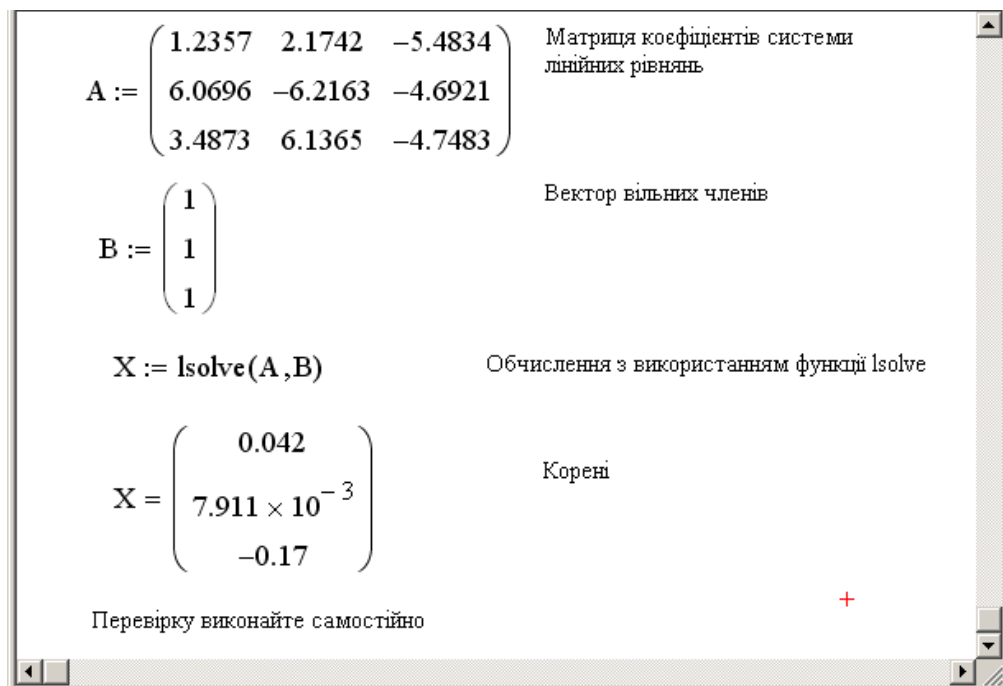 1.2357 2.1742 −5.4834
A := 6.0696 −6.2163 −4.6921
3.4873 6.1365 −4.7483
Матриця коєфіцієнтів системи
лінійних рівнянь
1
B := 1
1
Вектор вільних членів
X := lsolve(A,B)
Обчислення з використанням функції lsolve
0.042
X = 7.911 × 10⁻³
−0.17
Корені
Перевірку виконайте самостійно